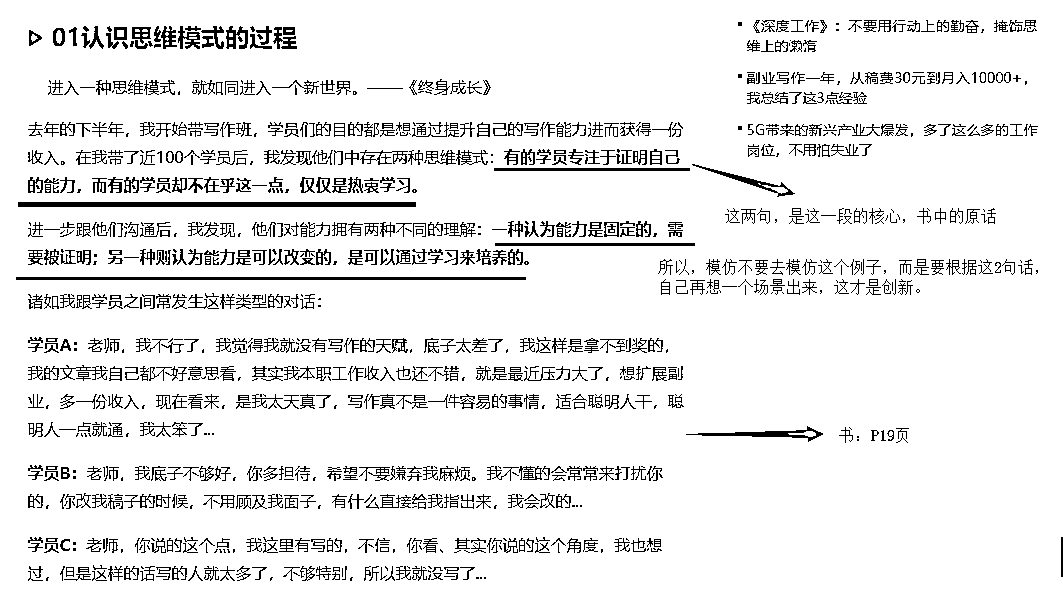 ▷ 01认识思维模式的过程
进入一种思维模式，就如同进入一个新世界。——《终身成长》
去年的下半年，我开始带写作班，学员们的目的都是想通过提升自己的写作能力进而获得一份
收入。在我带了近100个学员后，我发现他们中存在两种思维模式：有的学员专注于证明自己
的能力，而有的学员却不在乎这一点，仅仅是热衷学习。
进一步跟他们沟通后，我发现，他们对能力拥有两种不同的理解：一种认为能力是固定的，需
要被证明；另一种则认为能力是可以改变的，是可以通过学习来培养的。
诸如我跟学员之间常发生这样类型的对话：
学员A：老师，我不行了，我觉得我就没有写作的天赋，底子太差了，我这样是拿不到奖的，
我的文章我自己都不好意思看，其实我本职工作收入也还不错，就是最近压力大了，想扩展副
业，多一份收入，现在看来，是我太天真了，写作真不是一件容易的事情，适合聪明人干，聪
明人一点就通，我太笨了...
学员B：老师，我底子不够好，你多担待，希望不要嫌弃我麻烦。我不懂的会常常来打扰你
的，你改我稿子的时候，不用顾及我面子，有什么直接给我指出来，我会改的...
学员C：老师，你说的这个点，我这里有写的，不信，你看、其实你说的这个角度，我也想
过，但是这样的话写的人就太多了，不够特别，所以我就没写了...
▪《深度工作》：不要用行动上的勤奋，掩饰思
维上的懒惰
▪副业写作一年，从稿费30元到月入10000+，
我总结了这3点经验
▪5G带来的新兴产业大爆发，多了这么多的工作
岗位，不用怕失业了
这两句，是这一段的核心，书中的原话
所以，模仿不要去模仿这个例子，而是要根据这2句话，
自己再想一个场景出来，这才是创新。
书：P19页